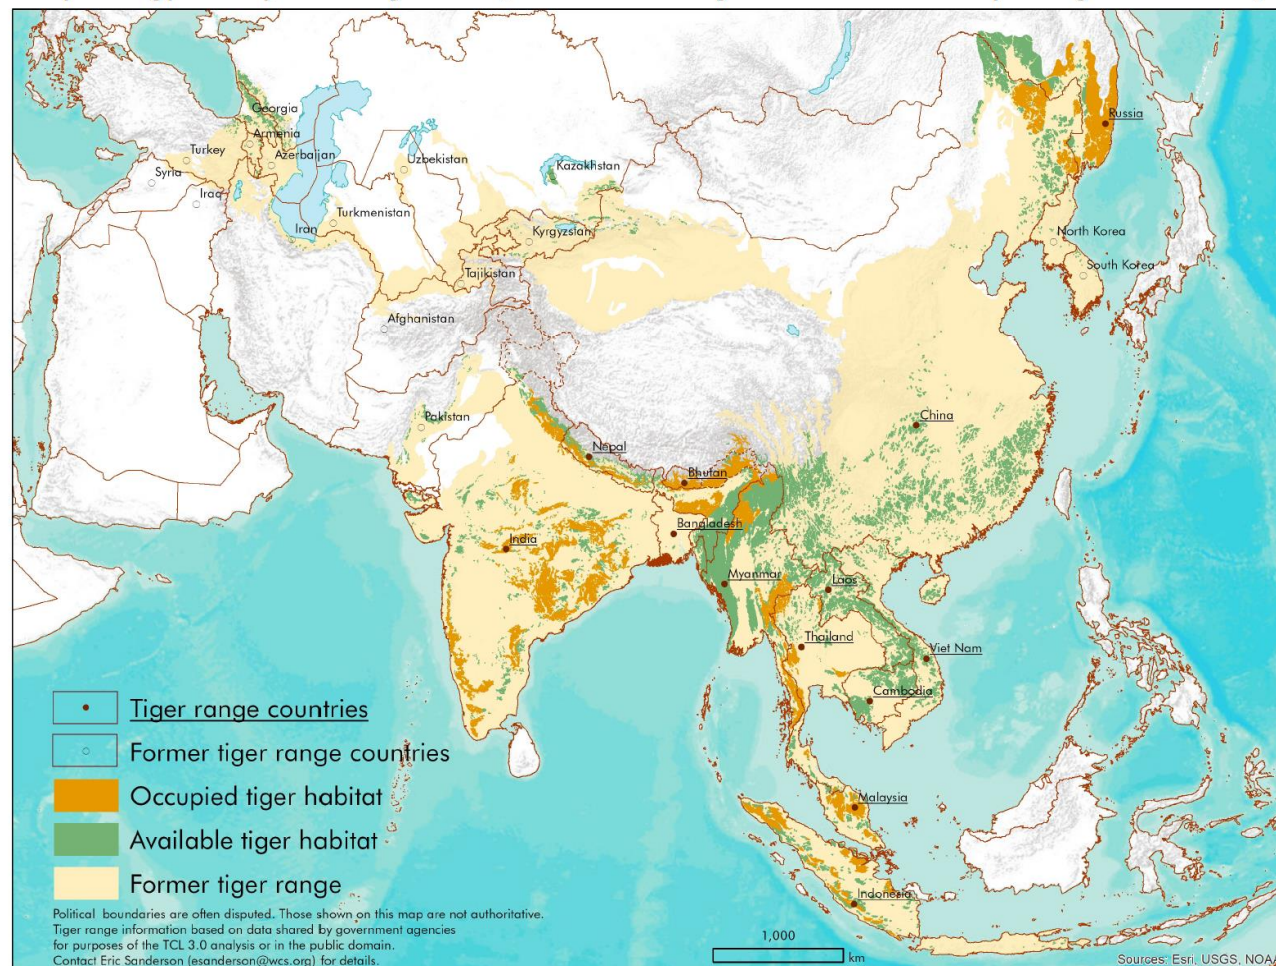 Georgia
Armenia
Turkey
Azerbaijan
Syria
Iraq
Iran
Uzbekistan
Turkmenistan
Kazakhstan
Kyrgyzstan
Tajikistan
Afghanistan
Pakistan
Russia
North Korea
South Korea
China
Nepal
Bhutan
Bangladesh
India
Myanmar
Laos
Thailand
Viet Nam
Cambodia
Malaysia
Indonesia
Tiger range countries
Former tiger range countries
Occupied tiger habitat
Available tiger habitat
Former tiger range
Political boundaries are often disputed. Those shown on this map are not authoritative.
Tiger range information based on data shared by government agencies
for purposes of the TCL 3.0 analysis or in the public domain.
Contact Eric Sanderson (esanderson@wcs.org) for details.
1,000
km
Sources: Esri, USGS, NOAA